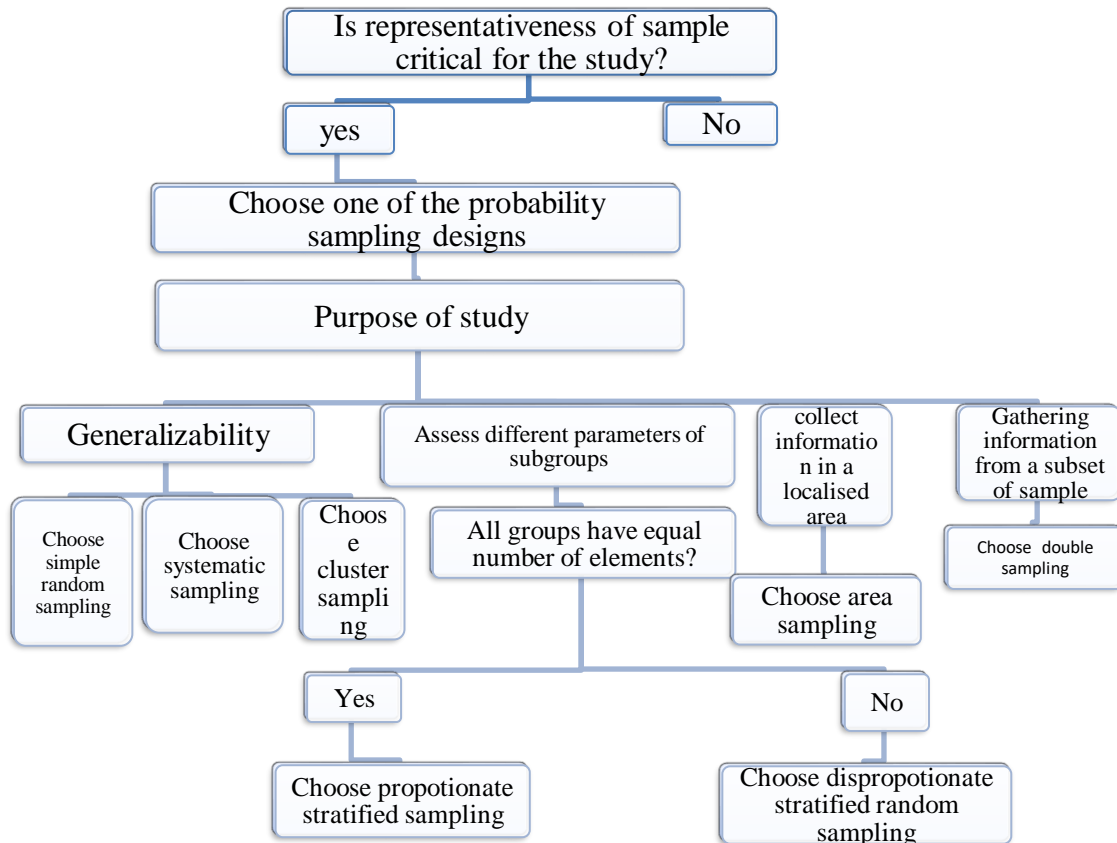 Is representativeness of sample
critical for the study?
yes
No
Choose one of the probability
sampling designs
Purpose of study
Generalizability
Assess different parameters of
subgroups
collect
informatio
n in a
localised
area
Gathering
information
from a subset
of sample
Choose
simple
random
sampling
Choose
systematic
sampling
Choos
e
cluster
sampli
ng
All groups have equal
number of elements?
Choose area
sampling
Choose double
sampling
Yes
No
Choose propotionate
stratified sampling
Choose dispropotionate
stratified random
sampling